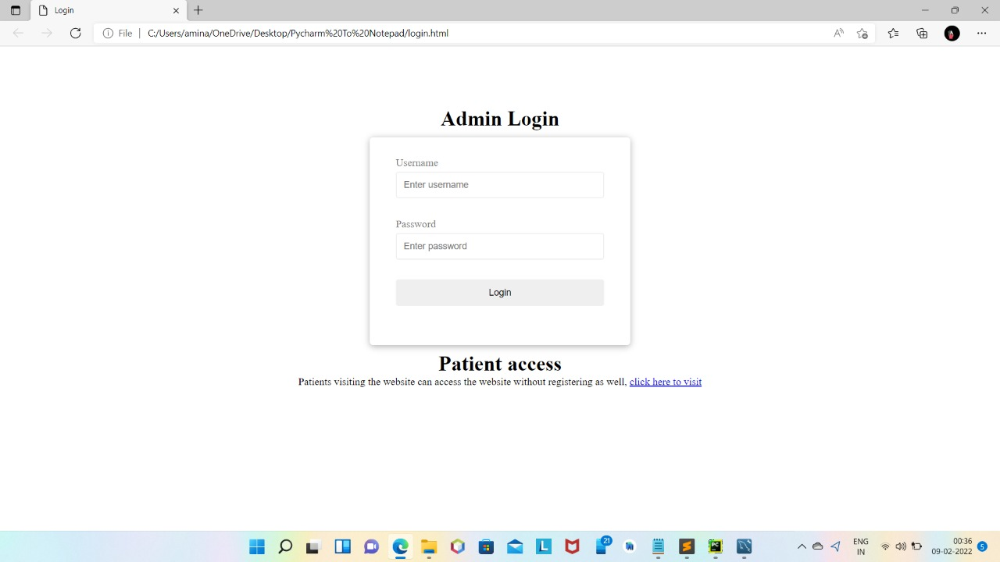 Login
File | C:/Users/amina/OneDrive/Desktop/Pycharm%20To%20Notepad/login.html
Admin Login
Username
Enter username
Password
Enter password
Login
Patient access
Patients visiting the website can access the website without registering as well, click here to visit
L
21
PC
ENG
IN
00:36
09-02-2022
5